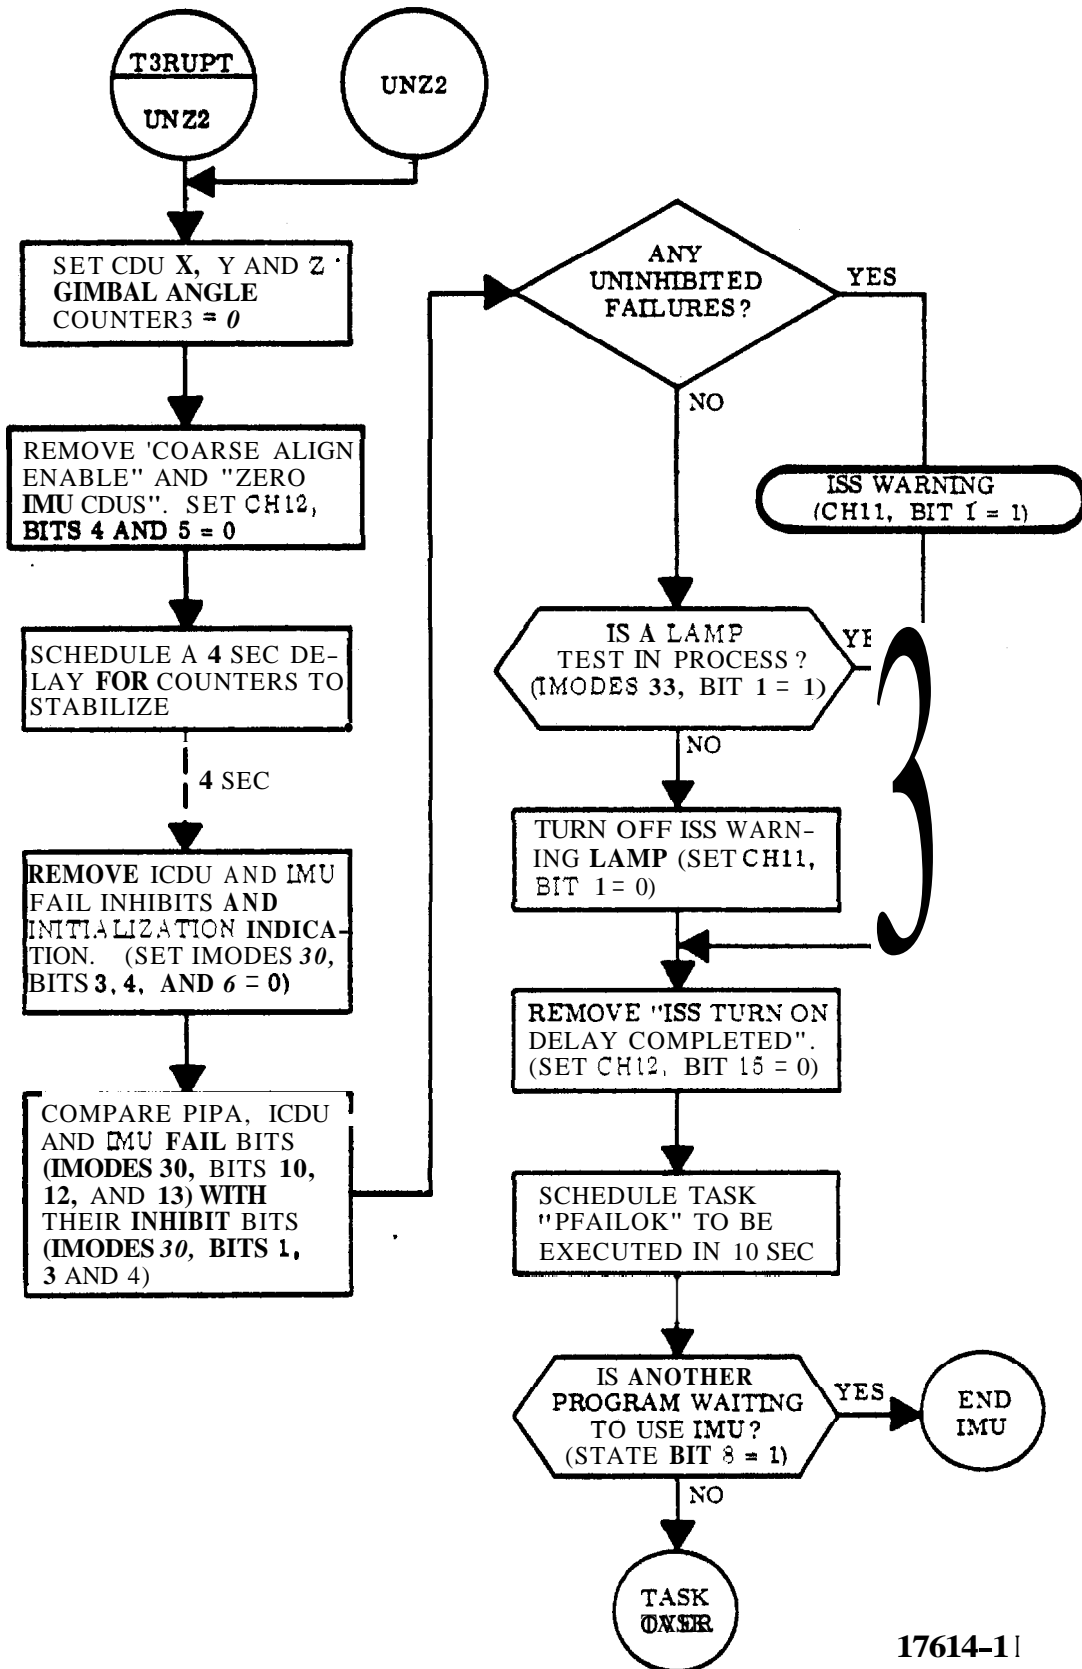 T3RUPT
UNZ2
UNZ2
SET CDU X, Y AND Z
GIMBAL ANGLE
COUNTER3 = 0
REMOVE 'COARSE ALIGN
ENABLE" AND "ZERO
IMU CDUS". SET CH12,
BITS 4 AND 5 = 0
SCHEDULE A 4 SEC DE-
LAY FOR COUNTERS TO
STABILIZE
4 SEC
REMOVE ICDU AND IMU
FAIL INHIBITS AND
INITIALIZATION INDICA-
TION. (SET IMODES 30,
BITS 3, 4, AND 6 = 0)
COMPARE PIPA, ICDU
AND IMU FAIL BITS
(IMODES 30, BITS 10,
12, AND 13) WITH
THEIR INHIBIT BITS
(IMODES 30, BITS 1,
3 AND 4)
ANY
UNINHIBITED
FAILURES?
YES
NO
ISS WARNING
(CH11, BIT 1 = 1)
IS A LAMP
TEST IN PROCESS ?
(IMODES 33, BIT 1 = 1)
YE
3
NO
TURN OFF ISS WARN-
ING LAMP (SET CH11,
BIT 1 = 0)
REMOVE "ISS TURN ON
DELAY COMPLETED".
(SET CH12, BIT 15 = 0)
SCHEDULE TASK
"PFAILOK" TO BE
EXECUTED IN 10 SEC
IS ANOTHER
PROGRAM WAITING
TO USE IMU?
(STATE BIT 8 = 1)
YES
END
IMU
NO
TASK
17614-1